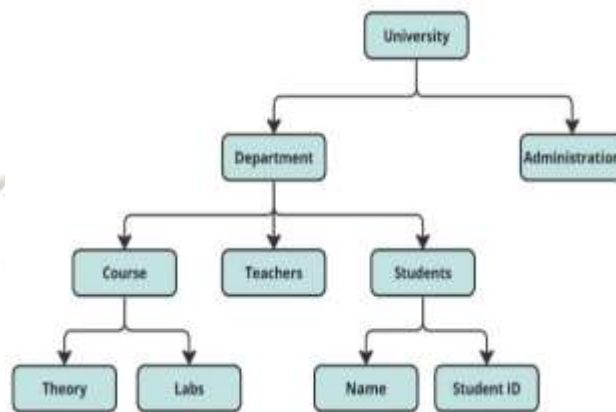 University
Department
Administration
Course
Teachers
Students
Theory
Labs
Name
Student ID